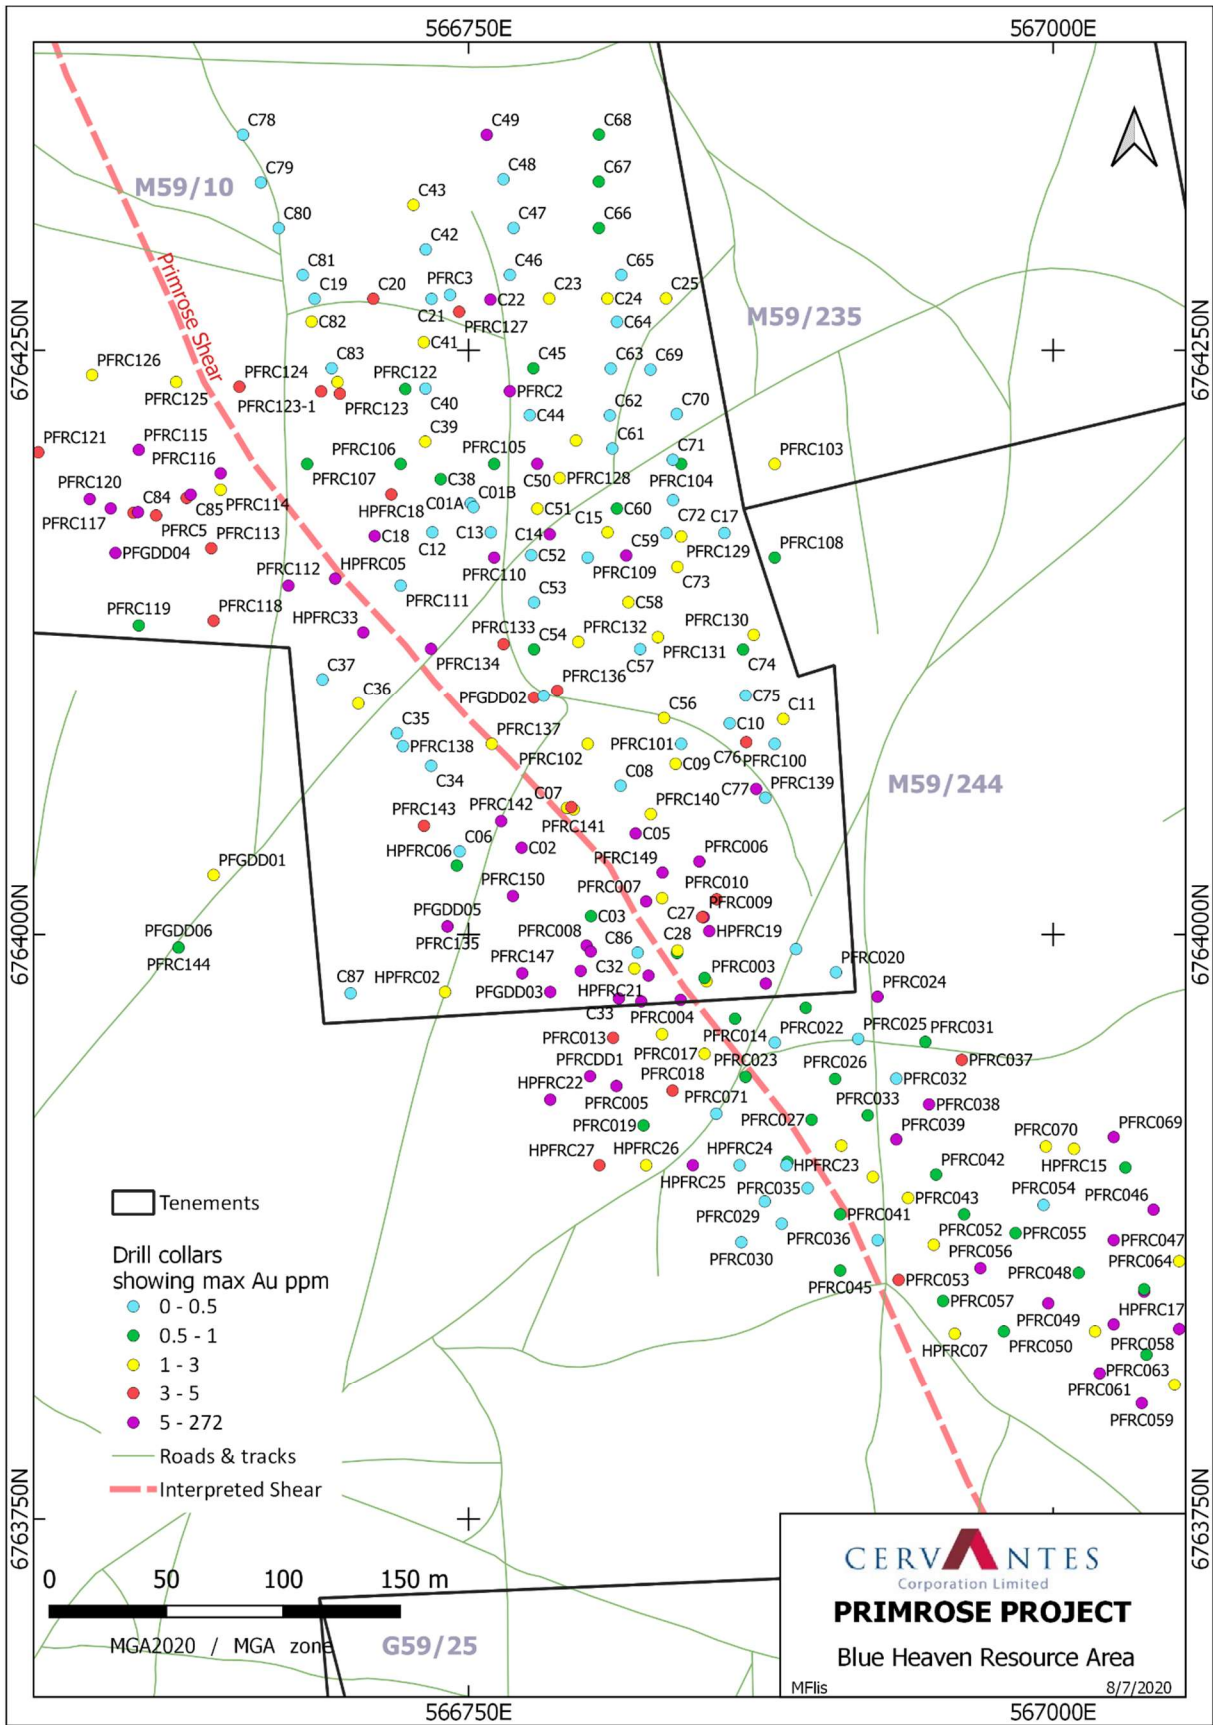 566750E
567000E
C78
C49
C68
C79
C48
C67
M59/10
C43
C80
C47
C66
C42
C81
C46
C65
C19
C20
PFRC3
C23
C25
C22
C24
Primrose Shear
C82
C21
PFRC127
C64
M59/235
6764250N
6764250N
C41
C83
C45
C63
C69
PFRC126
PFRC124
PFRC122
PFRC125
PFRC123-1
PFRC123
C40
PFRC2
C44
C62
C70
C39
PFRC121
PFRC115
PFRC106
PFRC105
C61
C71
PFRC103
PFRC116
PFRC107
C38
C50
PFRC128
PFRC104
PFRC120
C84
C85
PFRC114
HPFRC18
C01A
C01B
C51
C60
PFRC117
PFRC5
PFRC113
C18
C12
C13
C14
C15
C59
C72
C17
PFGDD04
C52
PFRC129
PFRC108
PFRC112
HPFRC05
PFRC110
PFRC109
C73
PFRC111
C53
C58
PFRC119
PFRC118
HPFRC33
PFRC133
PFRC132
PFRC130
C54
PFRC134
C57
PFRC131
C74
C37
PFRC136
C36
PFGDD02
C75
C56
C11
C35
PFRC137
C10
PFRC138
PFRC102
PFRC101
C76
PFRC100
C34
C09
C08
C77
PFRC139
M59/244
C07
PFRC143
PFRC142
PFRC140
PFRC141
C05
C06
HPFRC06
C02
PFRC149
PFRC006
PFGDD01
PFRC150
PFRC007
PFRC010
PFRC009
PFGDD05
C03
C27
PFGDD06
PFRC008
HPFRC19
6764000N
6764000N
PFRC135
C28
C86
PFRC144
PFRC147
C32
PFRC003
PFRC020
C87
HPFRC02
PFGDD03
HPFRC21
PFRC024
C33
PFRC004
PFRC013
PFRC014
PFRC022
PFRC025
PFRC031
PFRCDD1
PFRC017
PFRC023
PFRC026
PFRC037
HPFRC22
PFRC018
PFRC032
PFRC005
PFRC071
PFRC033
PFRC038
PFRC019
PFRC027
PFRC039
PFRC069
PFRC070
HPFRC27
HPFRC26
HPFRC24
HPFRC23
HPFRC15
HPFRC25
PFRC042
PFRC035
PFRC054
PFRC046
PFRC043
PFRC029
PFRC041
PFRC052
PFRC055
PFRC047
PFRC036
PFRC056
PFRC030
PFRC064
PFRC053
PFRC048
PFRC045
PFRC057
HPFRC17
PFRC049
HPFRC07
PFRC050
PFRC058
PFRC063
PFRC061
PFRC059
Tenements
Drill collars
showing max Au ppm
0 - 0.5
0.5 - 1
1 - 3
3 - 5
5 - 272
Roads & tracks
Interpreted Shear
6763750N
6763750N
0 50 100 150 m
MGA2020 / MGA zone
G59/25
CERVANTES
Corporation Limited
PRIMROSE PROJECT
Blue Heaven Resource Area
MFlis
8/7/2020
566750E
567000E